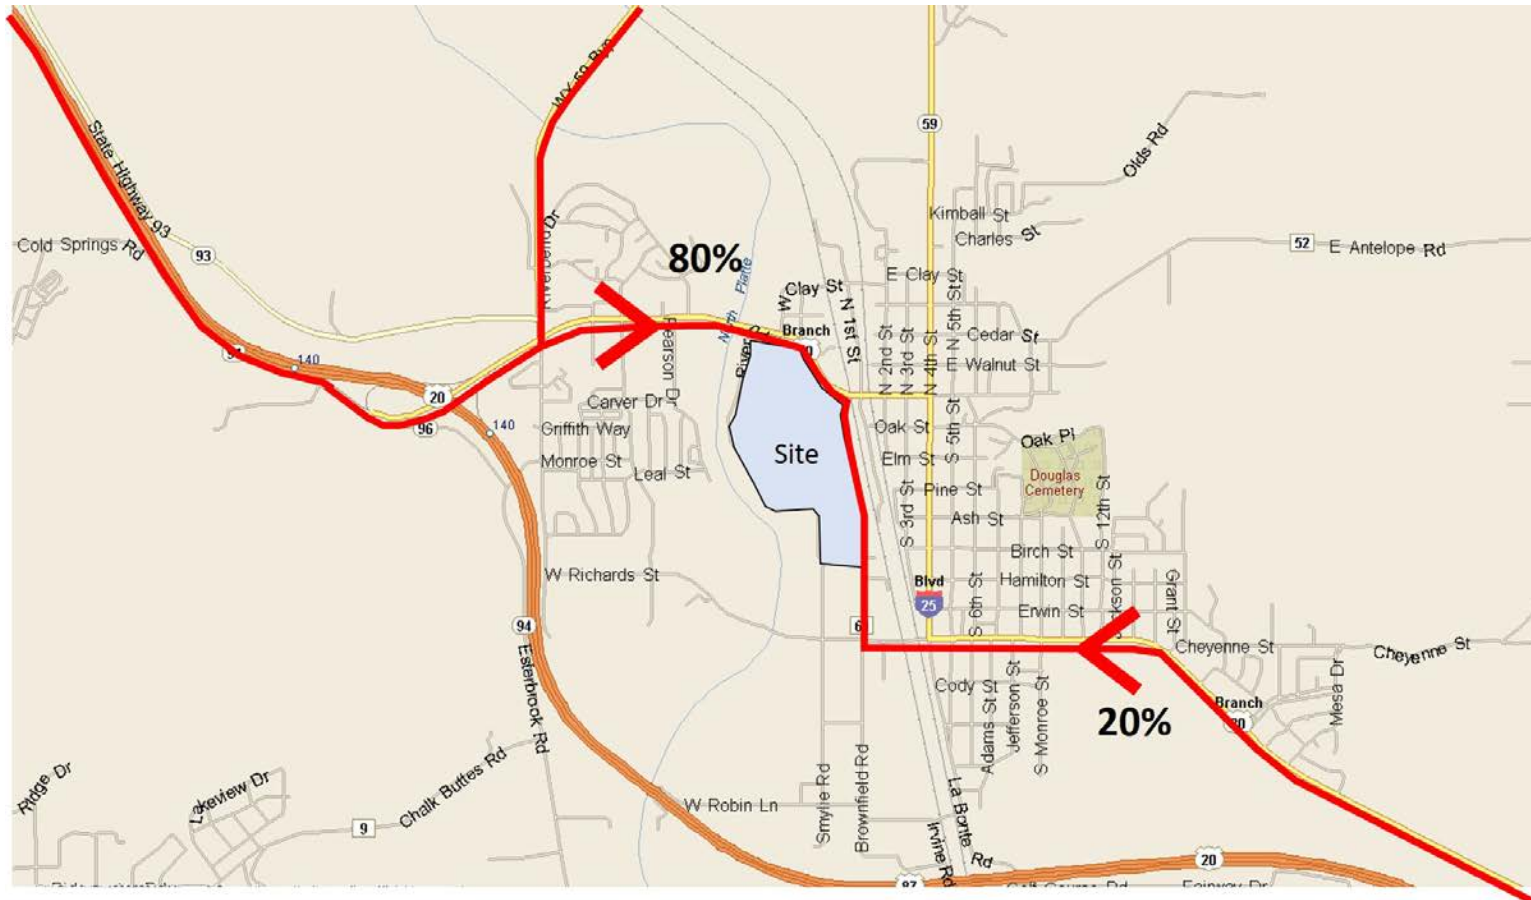 59
Olds Rd
State Highway 93
Kimball St
Charles St
Cold Springs Rd
93
52
E Antelope Rd
80%
Platte
North
E Clay St
W Clay St
N 1st St
N 5th St
Branch
Cedar St
River
N 2nd St
N 3rd St
N 4th St
Walnut St
140
Pearson Dr
20
Carver Dr
96
140
Griffith Way
Oak St
S 5th St
Oak Pl
Site
Monroe St
Leal St
Elm St
Douglas
Cemetery
Pine St
S 3rd St
Ash St
S 12th St
Birch St
W Richards St
Blvd
25
Hamilton St
S 6th St
Erwin St
Grant St
94
Esterbrook Rd
Cheyenne St
Cheyenne St
Cody St
Adams St
Jefferson St
S Monroe St
Mesa Dr
Branch
20%
Ridge Dr
Lakeview Dr
9
Chalk Buttes Rd
W Robin Ln
Smylie Rd
Brownfield Rd
La Bonte Rd
Irvine Rd
20
87
Golf Course Rd
Fairway Dr